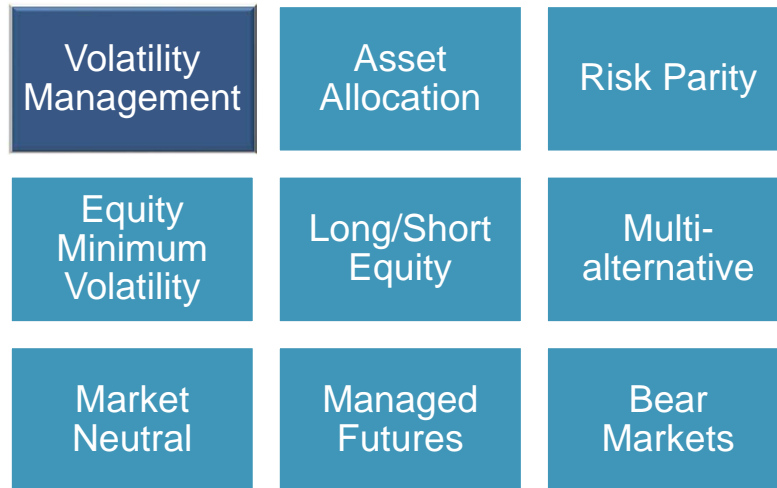 Volatility
Management
Asset
Allocation
Risk Parity
Equity
Minimum
Volatility
Long/Short
Equity
Multi-
alternative
Market
Neutral
Managed
Futures
Bear
Markets